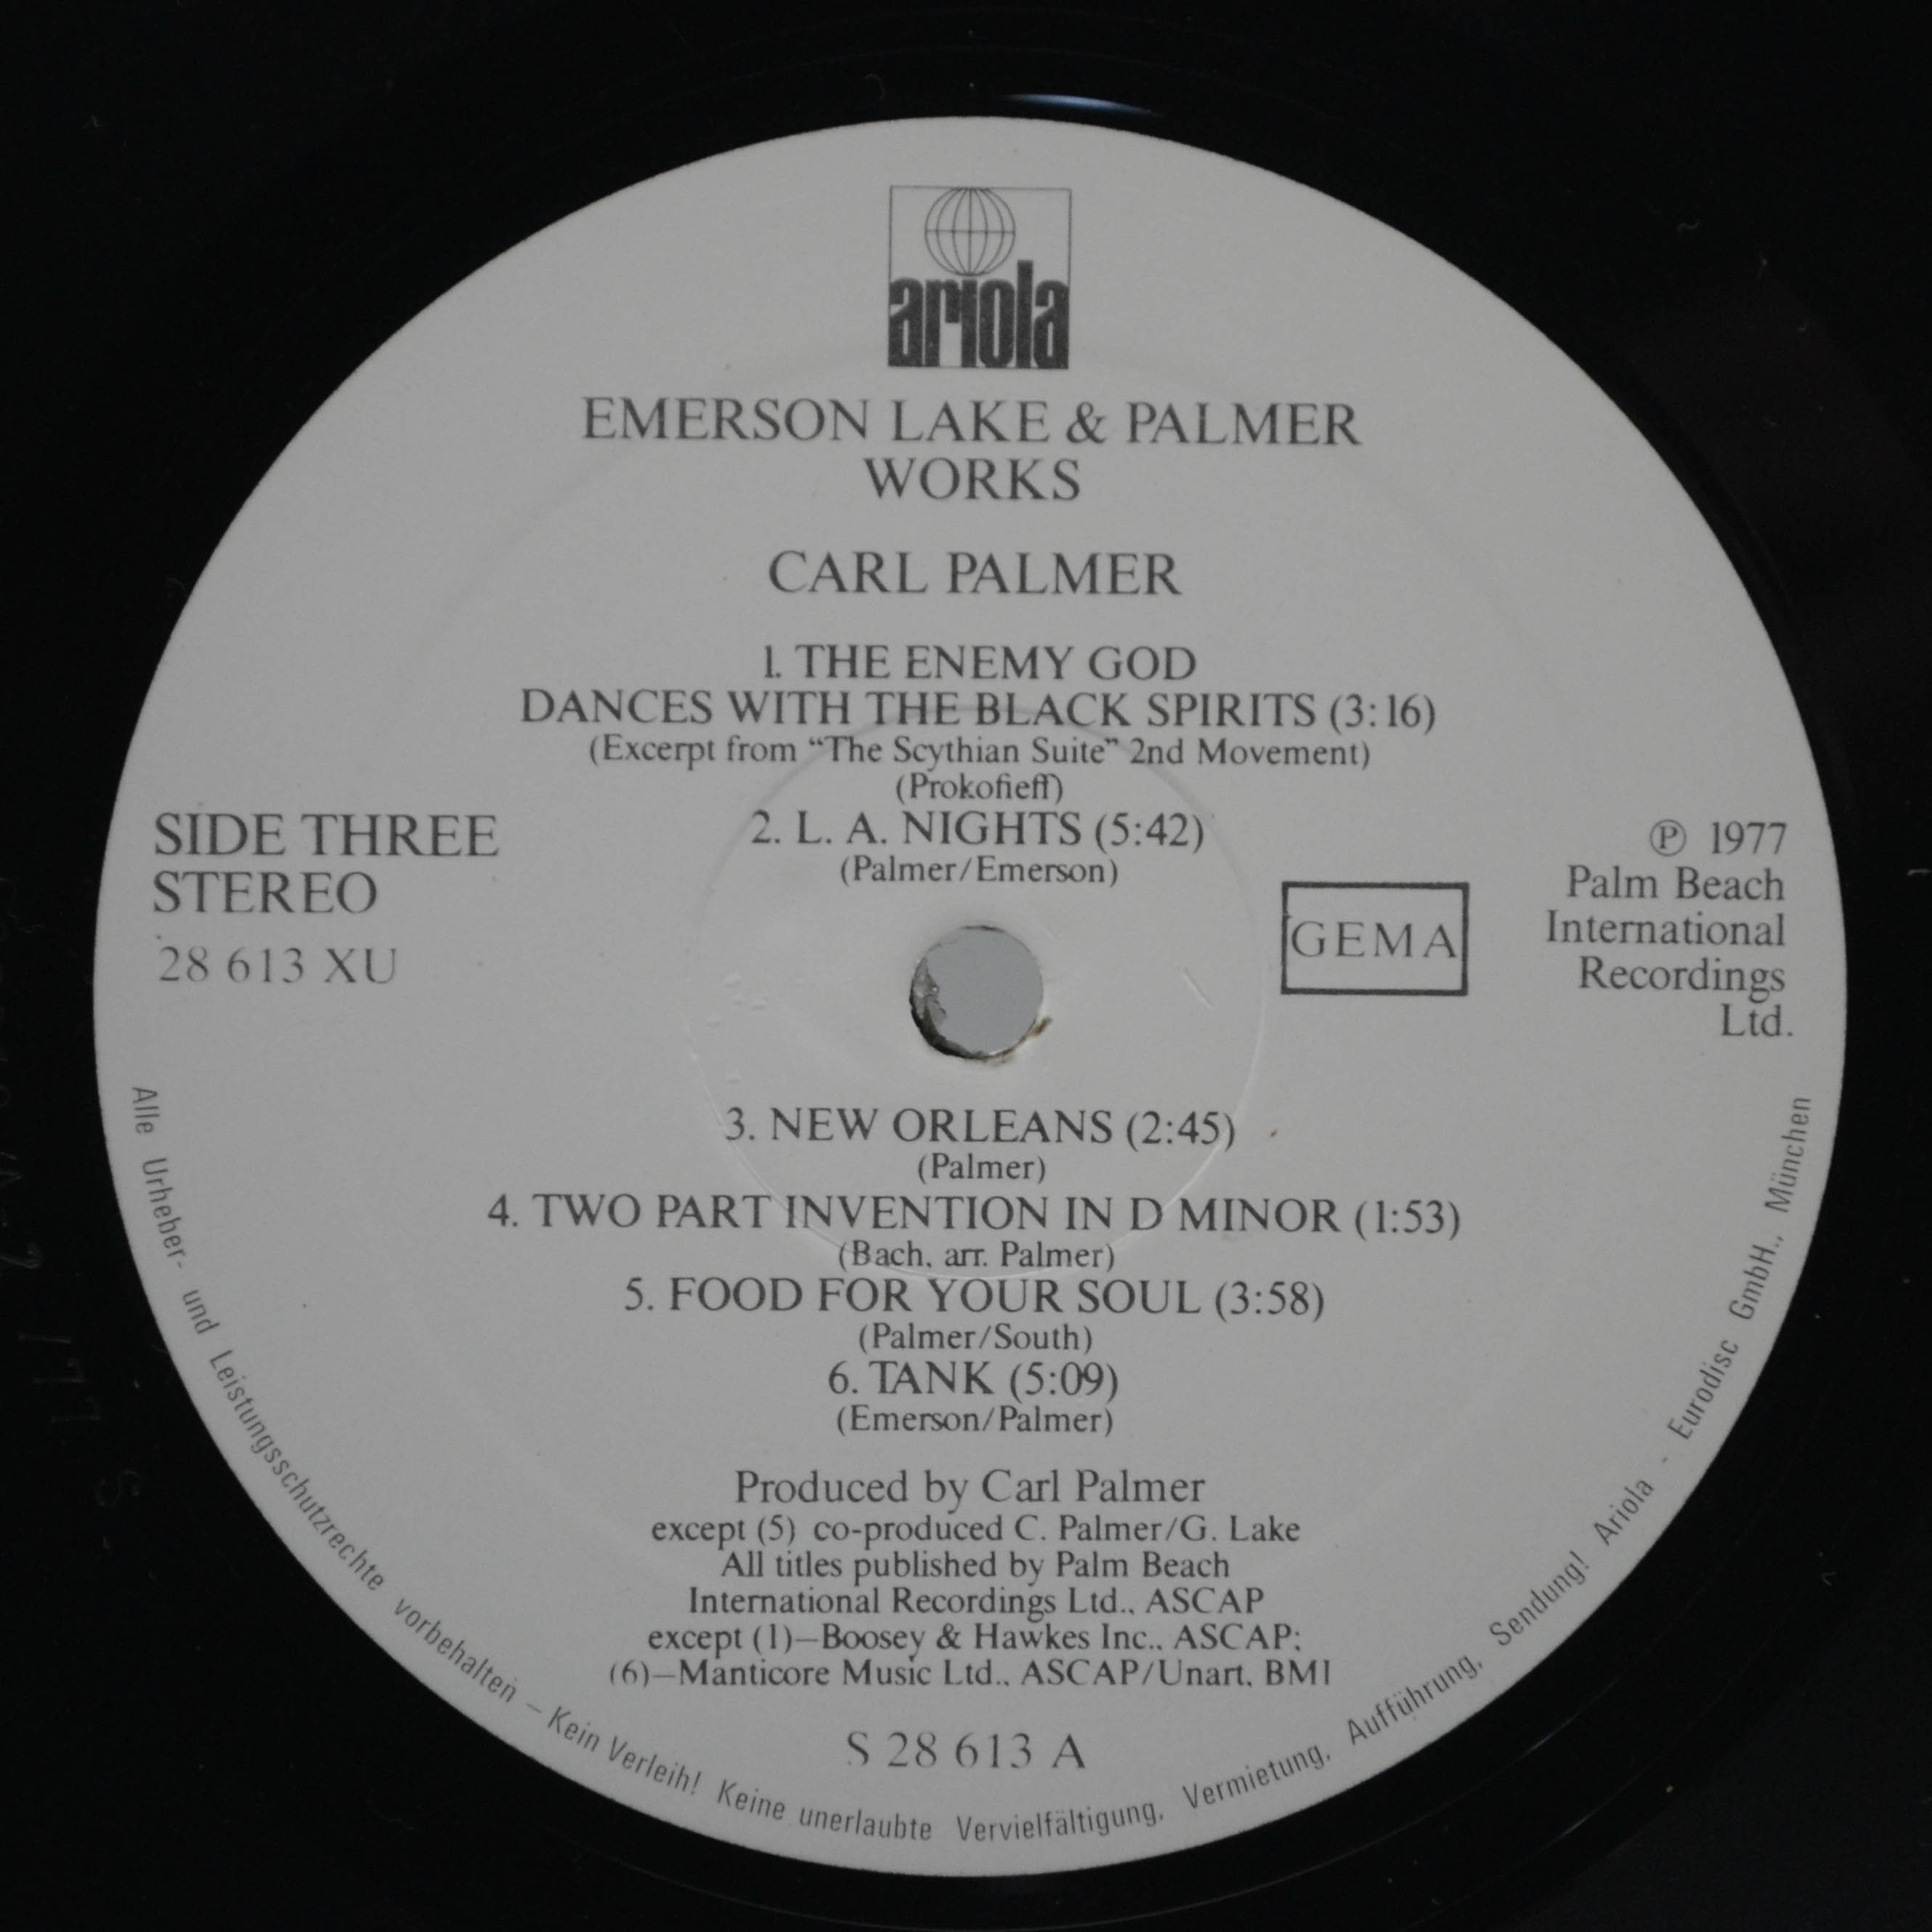 ariola
EMERSON LAKE & PALMER
WORKS
CARL PALMER
1. THE ENEMY GOD
DANCES WITH THE BLACK SPIRITS (3:16)
(Excerpt from “The Scythian Suite” 2nd Movement)
(Prokofieff)
2. L. A. NIGHTS (5:42)
(Palmer/Emerson)
SIDE THREE
STEREO
28 613 XU
GEMA
℗ 1977
Palm Beach
International
Recordings
Ltd.
3. NEW ORLEANS (2:45)
(Palmer)
4. TWO PART INVENTION IN D MINOR (1:53)
(Bach, arr. Palmer)
5. FOOD FOR YOUR SOUL (3:58)
(Palmer/South)
6. TANK (5:09)
(Emerson/Palmer)
Produced by Carl Palmer
except (5) co-produced C. Palmer/G. Lake
All titles published by Palm Beach
International Recordings Ltd., ASCAP
except (1)—Boosey & Hawkes Inc., ASCAP;
(6)—Manticore Music Ltd., ASCAP/Unart, BMI
S 28 613 A
Alle Urheber- und Leistungsschutzrechte vorbehalten – Kein Verleih! Keine unerlaubte Vervielfältigung, Vermietung, Aufführung, Sendung! Ariola - Eurodisc GmbH., München